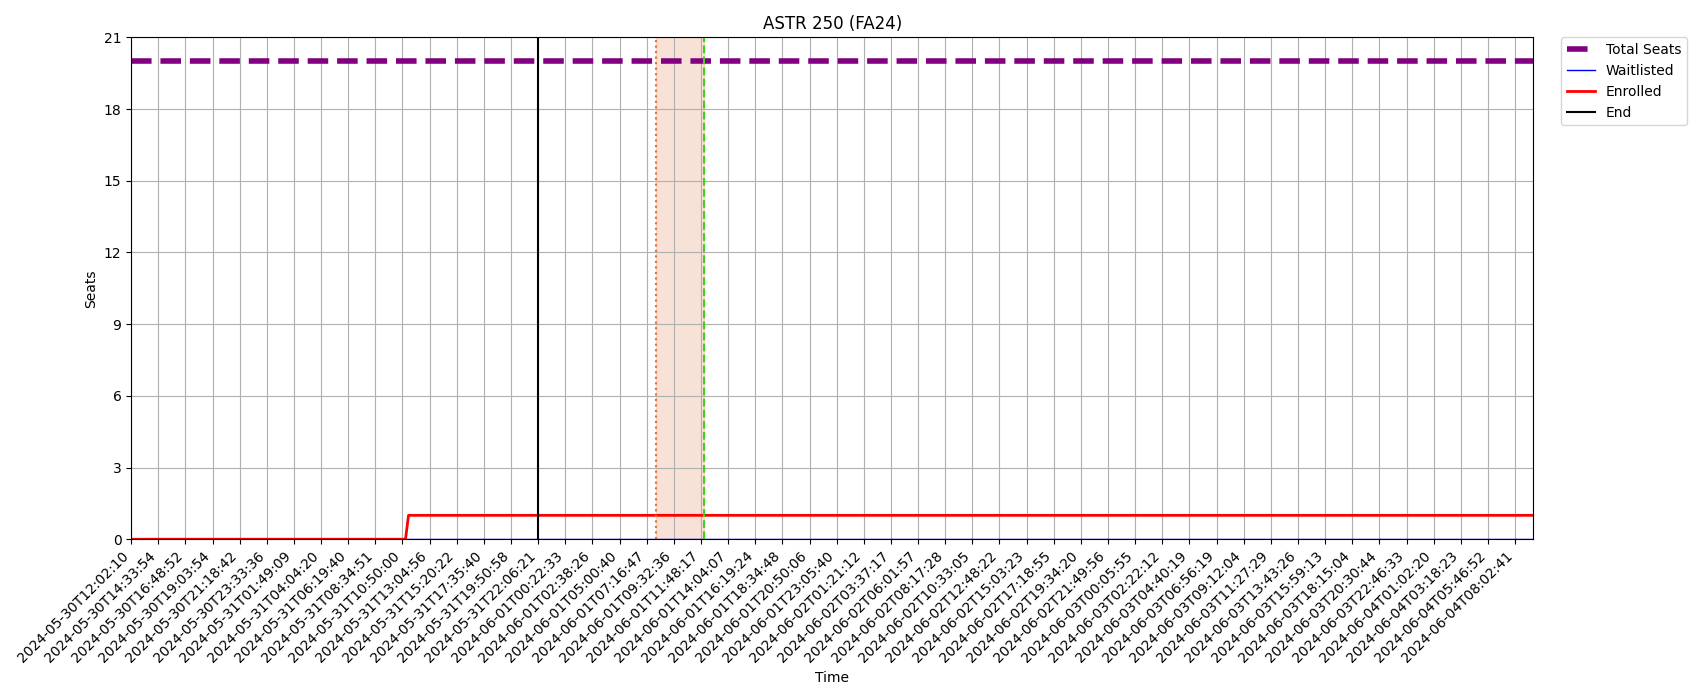 ASTR 250 (FA24)
21
18
15
12
9
6
3
0
Seats
Total Seats
Waitlisted
Enrolled
End
2024-05-30T12:02:10
2024-05-30T14:33:54
2024-05-30T16:48:52
2024-05-30T19:03:54
2024-05-30T21:18:42
2024-05-30T23:33:36
2024-05-31T01:49:09
2024-05-31T04:04:20
2024-05-31T06:19:40
2024-05-31T08:34:51
2024-05-31T10:50:00
2024-05-31T13:04:56
2024-05-31T15:20:22
2024-05-31T17:35:40
2024-05-31T19:50:58
2024-05-31T22:06:21
2024-06-01T00:22:33
2024-06-01T02:38:26
2024-06-01T05:00:40
2024-06-01T07:16:47
2024-06-01T09:32:36
2024-06-01T11:48:17
2024-06-01T14:04:07
2024-06-01T16:19:24
2024-06-01T18:34:48
2024-06-01T20:50:06
2024-06-01T23:05:40
2024-06-02T01:21:12
2024-06-02T03:37:17
2024-06-02T06:01:57
2024-06-02T08:17:28
2024-06-02T10:33:05
2024-06-02T12:48:22
2024-06-02T15:03:23
2024-06-02T17:18:55
2024-06-02T19:34:20
2024-06-02T21:49:56
2024-06-03T00:05:55
2024-06-03T02:22:12
2024-06-03T04:40:19
2024-06-03T06:56:19
2024-06-03T09:12:04
2024-06-03T11:27:29
2024-06-03T13:43:26
2024-06-03T15:59:13
2024-06-03T18:15:04
2024-06-03T20:30:44
2024-06-03T22:46:33
2024-06-04T01:02:20
2024-06-04T03:18:23
2024-06-04T05:46:52
2024-06-04T08:02:41
Time